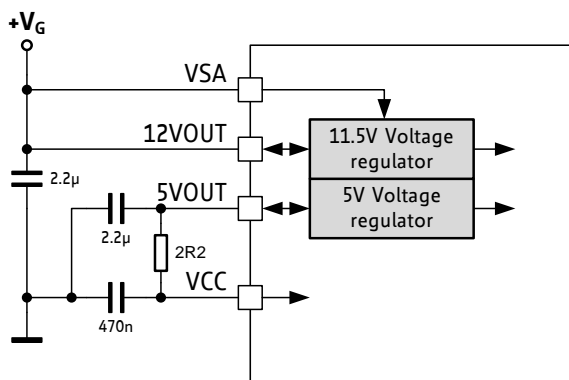 +VG
VSA
12VOUT
11.5V Voltage
regulator
2.2µ
5VOUT
5V Voltage
regulator
2.2µ
2R2
VCC
470n